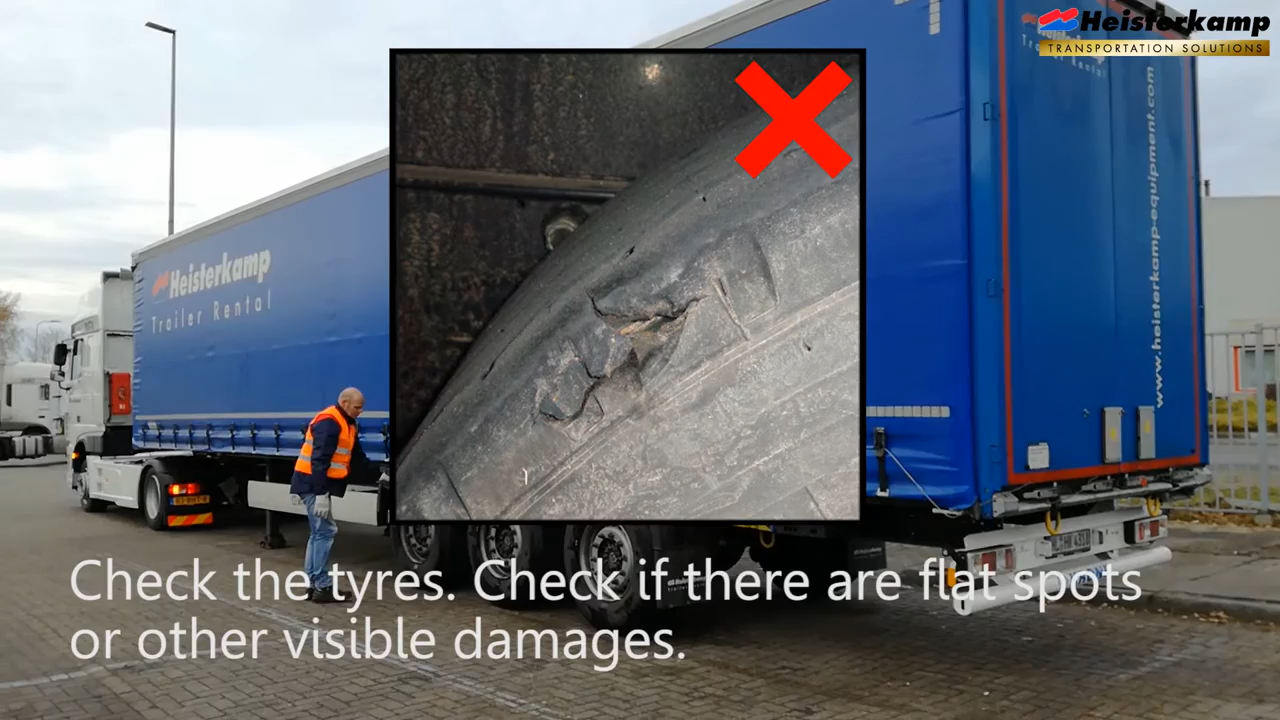 Heisterkamp
TRANSPORTATION SOLUTIONS
www.heisterkamp-equipment.com
Heisterkamp
Trailer Rental
Check the tyres. Check if there are flat spots
or other visible damages.